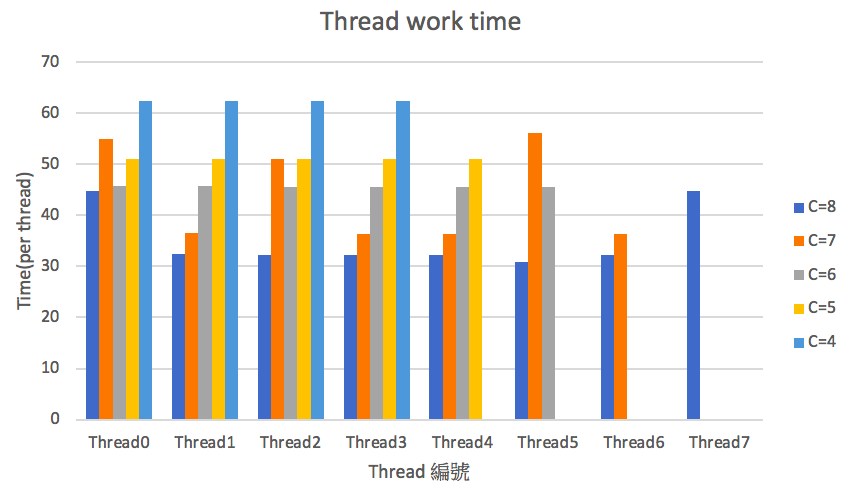 Thread work time
Time(per thread)
70
60
50
40
30
20
10
0
Thread0 Thread1 Thread2 Thread3 Thread4 Thread5 Thread6 Thread7
Thread 編號
C=8
C=7
C=6
C=5
C=4